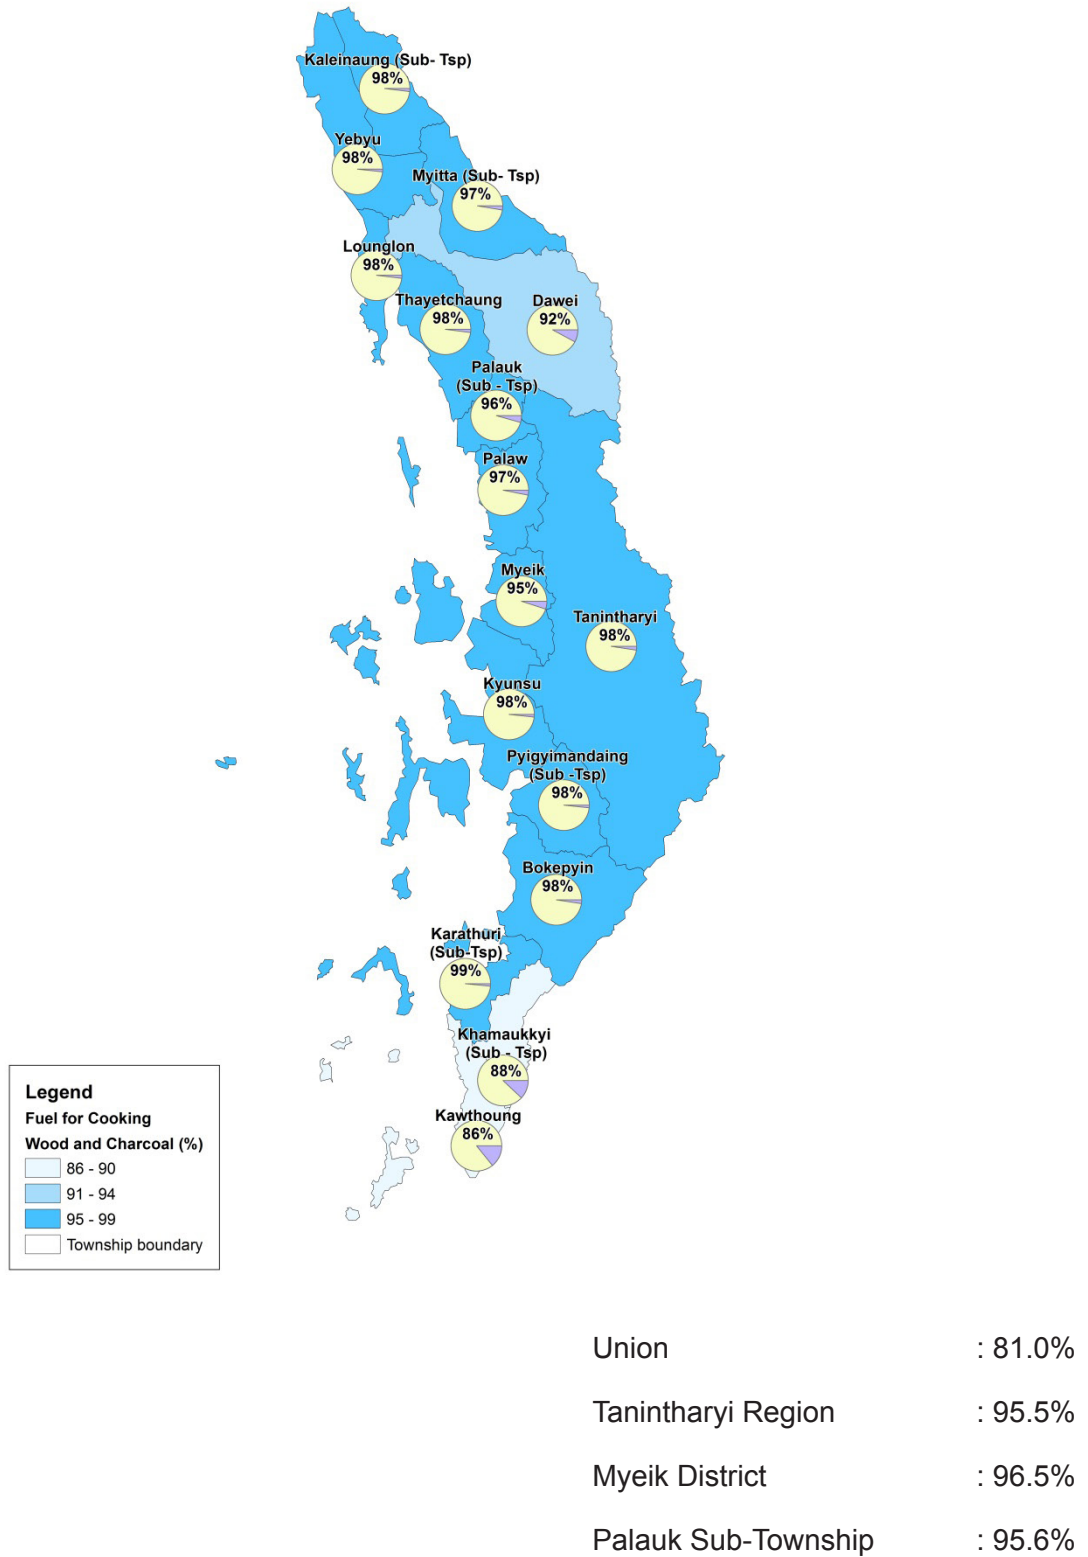 Kaleinaung (Sub- Tsp)
98%
Yebyu
98%
Myitta (Sub- Tsp)
97%
Lounglon
98%
Thayetchaung
98%
Dawei
92%
Palauk
(Sub - Tsp)
96%
Palaw
97%
Myeik
95%
Tanintharyi
98%
Kyunsu
98%
Pyigyimandaing
(Sub -Tsp)
98%
Bokepyin
98%
Karathuri
(Sub-Tsp)
99%
Khamaukkyi
(Sub - Tsp)
88%
Kawthoung
86%
Legend
Fuel for Cooking
Wood and Charcoal (%)
86 - 90
91 - 94
95 - 99
Township boundary
Union : 81.0%
Tanintharyi Region : 95.5%
Myeik District : 96.5%
Palauk Sub-Township : 95.6%